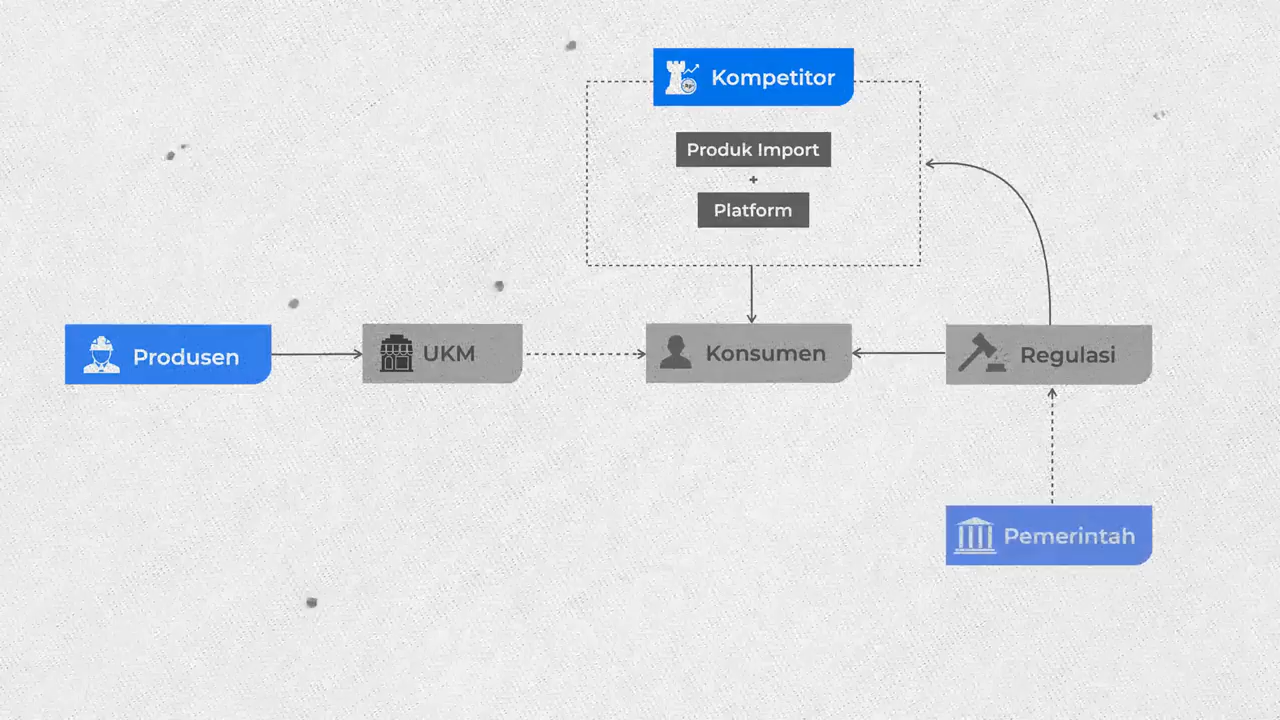 Kompetitor
Produk Import
+
Platform
Produsen
UKM
Konsumen
Regulasi
Pemerintah